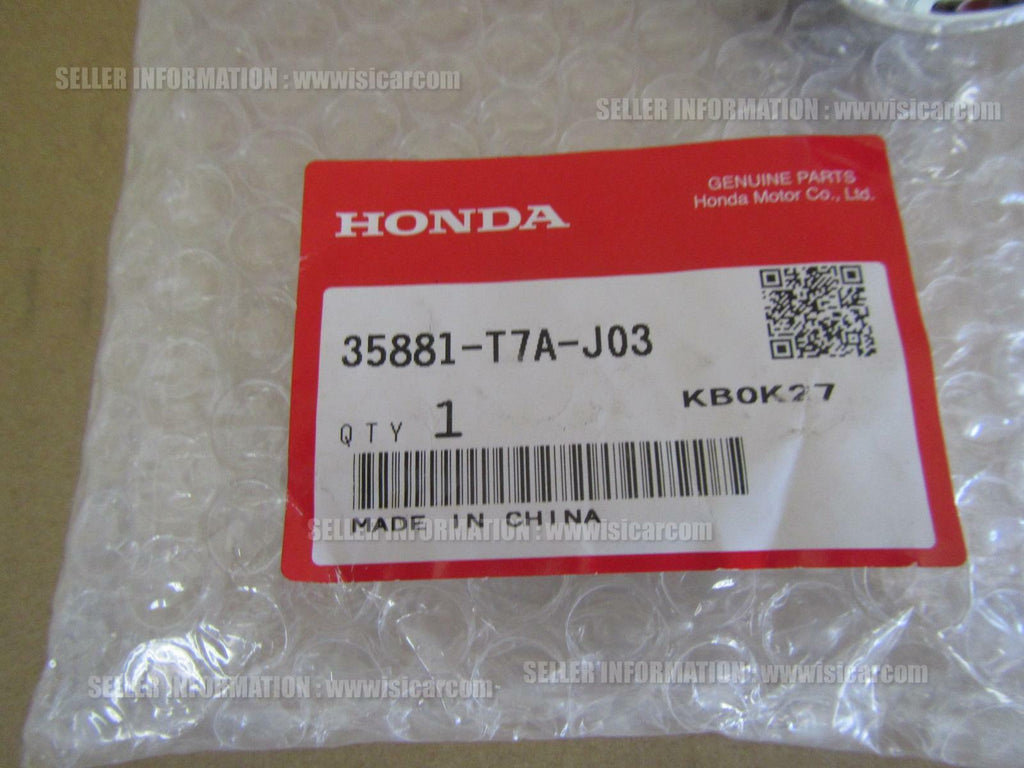 SELLER INFORMATION : wwwisicarcom
SELLER INFORMATION : wwwisicarcom
GENUINE PARTS
Honda Motor Co., Ltd.
HONDA
35881-T7A-J03
KB0K27
QTY 1
MADE IN CHINA
SELLER INFORMATION : wwwisicarcom
SELLER INFORMATION : wwwisicarcom
SELLER INFORMATION : wwwisicarcom